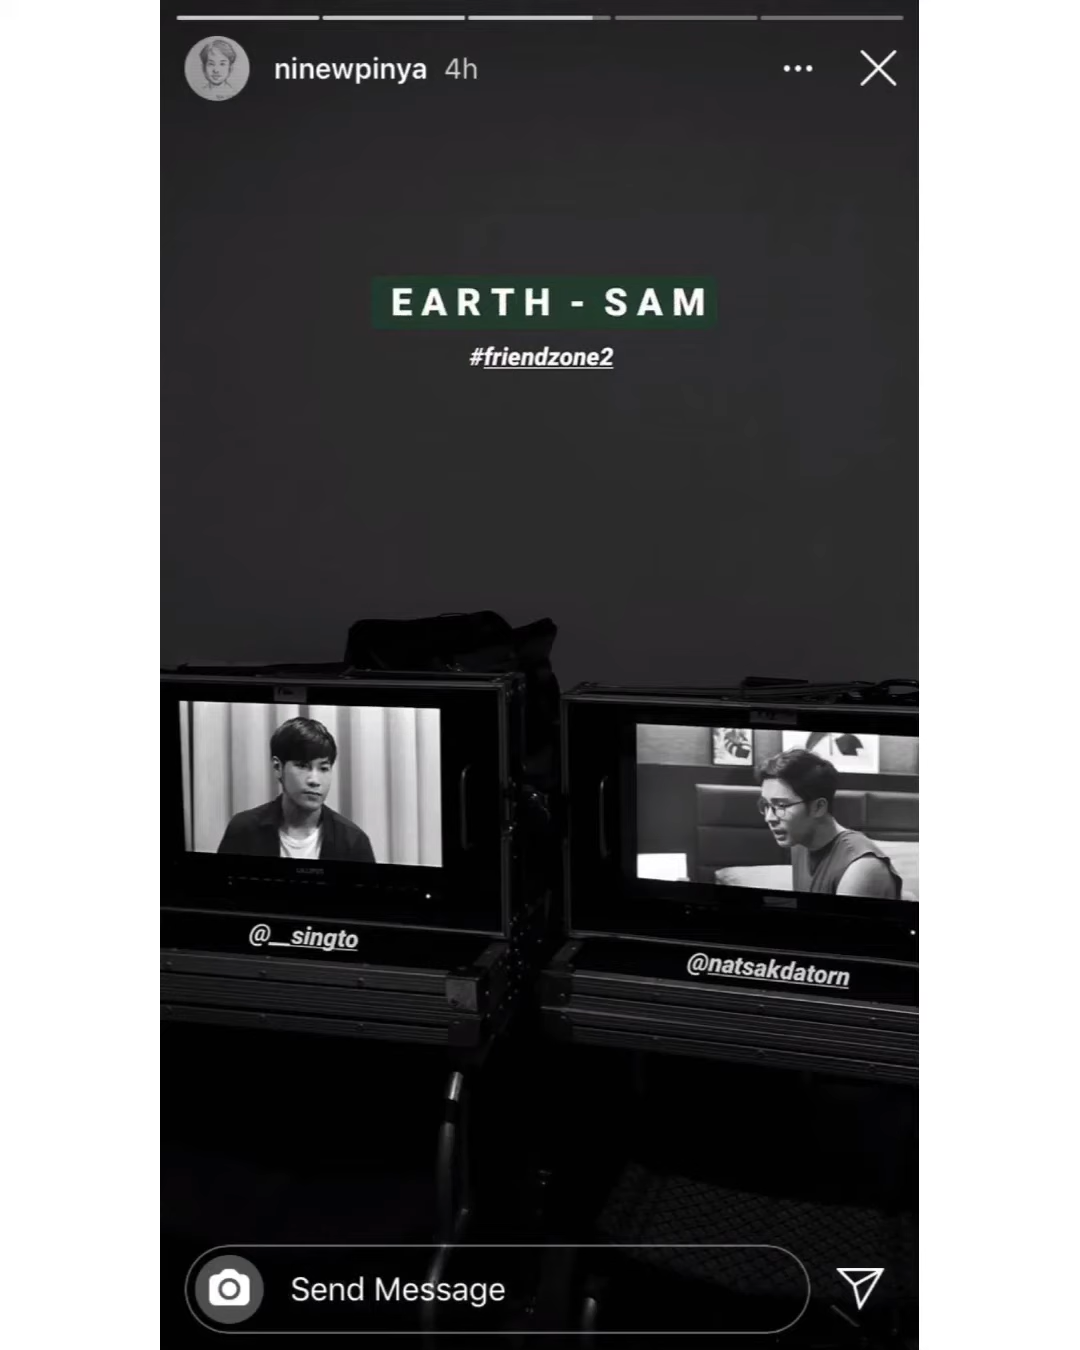 ninewpinya 4h
EARTH - SAM
#friendzone2
@__singto
@natsakdatorn
Send Message